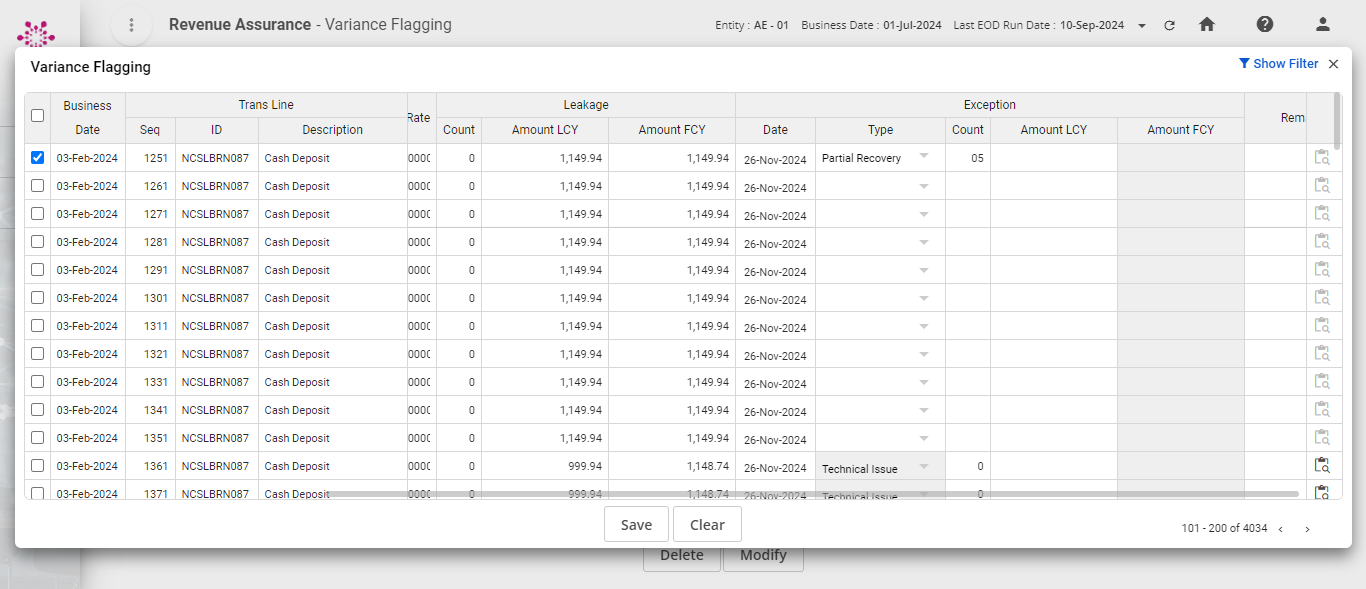 Revenue Assurance - Variance Flagging
Entity : AE - 01 Business Date : 01-Jul-2024 Last EOD Run Date : 10-Sep-2024
Variance Flagging
Show Filter
Business Trans Line Rate Leakage Exception Rem
Date Seq ID Description Count Amount LCY Amount FCY Date Type Count Amount LCY Amount FCY
03-Feb-2024 1251 NCSLBRN087 Cash Deposit 0000 0 1,149.94 1,149.94 26-Nov-2024 Partial Recovery 05
03-Feb-2024 1261 NCSLBRN087 Cash Deposit 0000 0 1,149.94 1,149.94 26-Nov-2024
03-Feb-2024 1271 NCSLBRN087 Cash Deposit 0000 0 1,149.94 1,149.94 26-Nov-2024
03-Feb-2024 1281 NCSLBRN087 Cash Deposit 0000 0 1,149.94 1,149.94 26-Nov-2024
03-Feb-2024 1291 NCSLBRN087 Cash Deposit 0000 0 1,149.94 1,149.94 26-Nov-2024
03-Feb-2024 1301 NCSLBRN087 Cash Deposit 0000 0 1,149.94 1,149.94 26-Nov-2024
03-Feb-2024 1311 NCSLBRN087 Cash Deposit 0000 0 1,149.94 1,149.94 26-Nov-2024
03-Feb-2024 1321 NCSLBRN087 Cash Deposit 0000 0 1,149.94 1,149.94 26-Nov-2024
03-Feb-2024 1331 NCSLBRN087 Cash Deposit 0000 0 1,149.94 1,149.94 26-Nov-2024
03-Feb-2024 1341 NCSLBRN087 Cash Deposit 0000 0 1,149.94 1,149.94 26-Nov-2024
03-Feb-2024 1351 NCSLBRN087 Cash Deposit 0000 0 1,149.94 1,149.94 26-Nov-2024
03-Feb-2024 1361 NCSLBRN087 Cash Deposit 0000 0 999.94 1,148.74 26-Nov-2024 Technical Issue 0
03-Feb-2024 1371 NCSLBRN087 Cash Deposit 0000 0 999.94 1,148.74 26-Nov-2024 Technical Issue 0
Save Clear
101 - 200 of 4034
Delete Modify